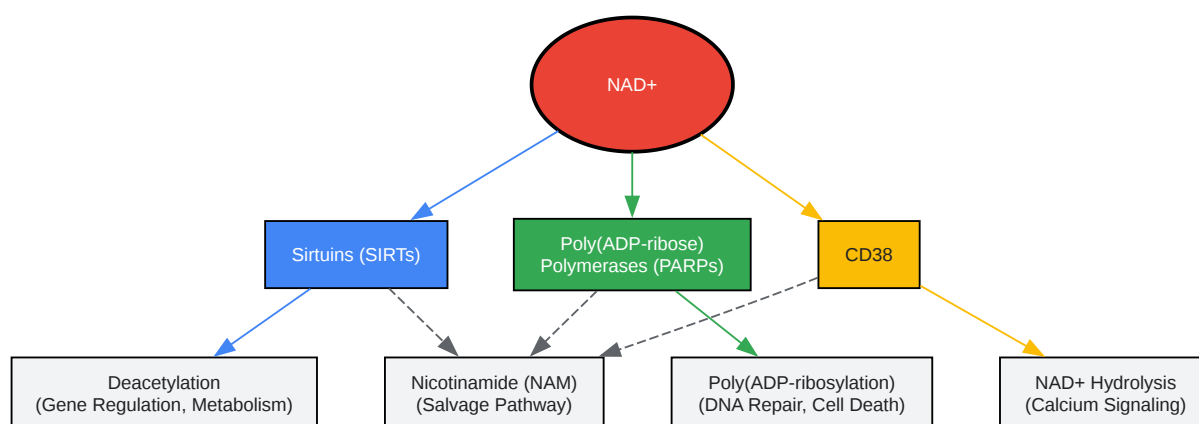 NAD+
Sirtuins (SIRTs)
Poly(ADP-ribose)
Polymerases (PARPs)
CD38
Deacetylation
(Gene Regulation, Metabolism)
Nicotinamide (NAM)
(Salvage Pathway)
Poly(ADP-ribosylation)
(DNA Repair, Cell Death)
NAD+ Hydrolysis
(Calcium Signaling)